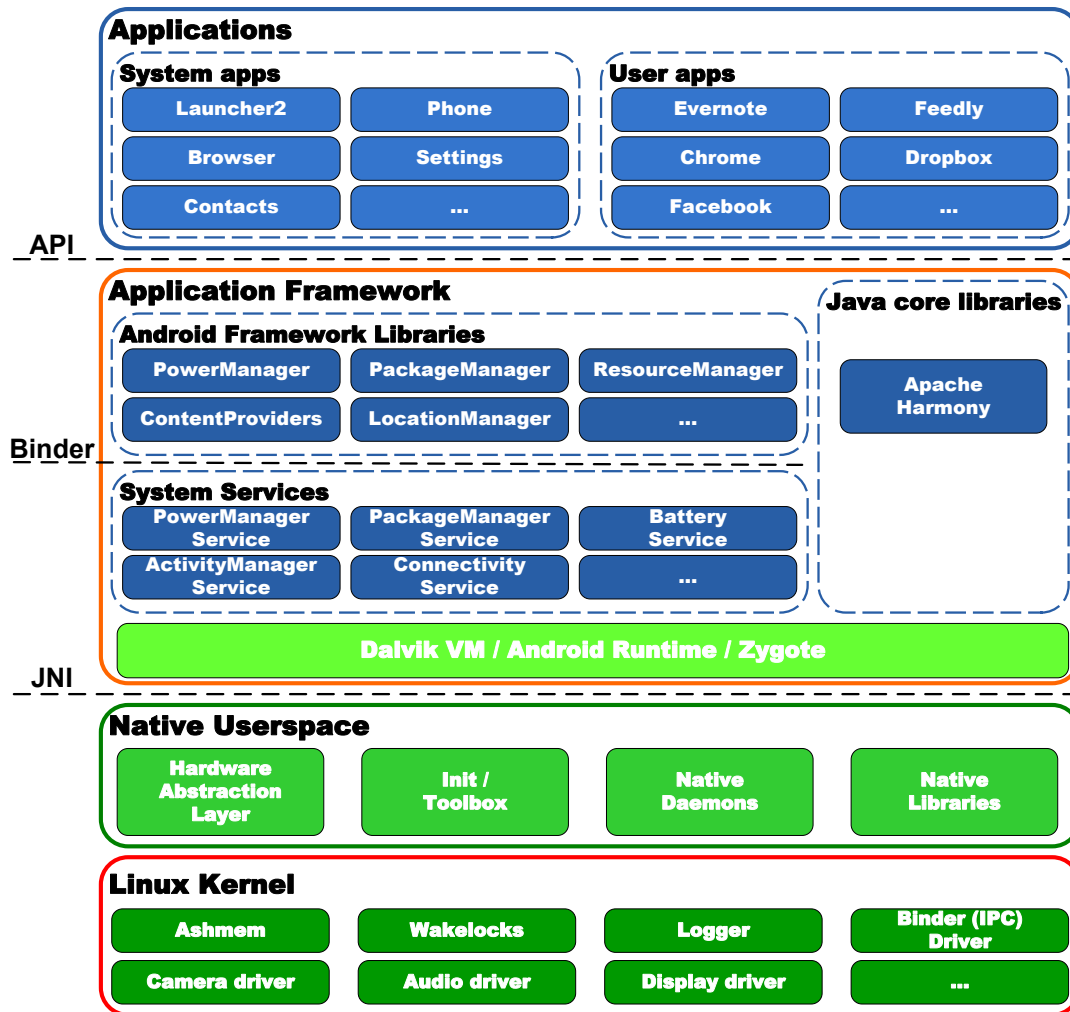 Applications
System apps
User apps
Launcher2
Phone
Evernote
Feedly
Browser
Settings
Chrome
Dropbox
Contacts
...
Facebook
...
API
Application Framework
Java core libraries
Android Framework Libraries
PowerManager
PackageManager
ResourceManager
Apache
Harmony
ContentProviders
LocationManager
...
Binder
System Services
PowerManager
Service
PackageManager
Service
Battery
Service
ActivityManager
Service
Connectivity
Service
...
Dalvik VM / Android Runtime / Zygote
JNI
Native Userspace
Hardware
Abstraction
Layer
Init /
Toolbox
Native
Daemons
Native
Libraries
Linux Kernel
Ashmem
Wakelocks
Logger
Binder (IPC)
Driver
Camera driver
Audio driver
Display driver
...